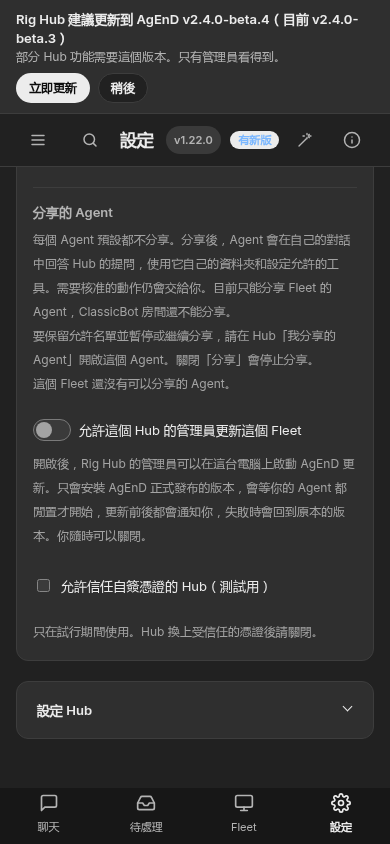 Rig Hub 建議更新到 AgEnD v2.4.0-beta.4（目前 v2.4.0-
beta.3）
部分 Hub 功能需要這個版本。只有管理員看得到。
立即更新 稍後
設定 v1.22.0 有新版
分享的 Agent
每個 Agent 預設都不分享。分享後，Agent 會在自己的對話
中回答 Hub 的提問，使用它自己的資料夾和設定允許的工
具。需要核准的動作仍會交給你。目前只能分享 Fleet 的
Agent，ClassicBot 房間還不能分享。
要保留允許名單並暫停或繼續分享，請在 Hub「我分享的
Agent」開啟這個 Agent。關閉「分享」會停止分享。
這個 Fleet 還沒有可以分享的 Agent。
允許這個 Hub 的管理員更新這個 Fleet
開啟後，Rig Hub 的管理員可以在這台電腦上啟動 AgEnD 更
新。只會安裝 AgEnD 正式發布的版本，會等你的 Agent 都
閒置才開始，更新前後都會通知你，失敗時會回到原本的版
本。你隨時可以關閉。
允許信任自簽憑證的 Hub（測試用）
只在試行期間使用。Hub 換上受信任的憑證後請關閉。
設定 Hub
聊天 待處理 Fleet 設定